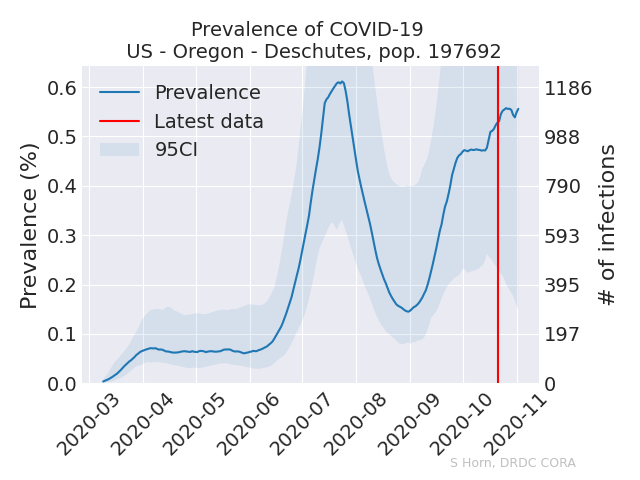 Prevalence of COVID-19
US - Oregon - Deschutes, pop. 197692
Prevalence
Latest data
95CI
Prevalence (%)
0.6
0.5
0.4
0.3
0.2
0.1
0.0
1186
988
790
593
395
197
0
# of infections
2020-03
2020-04
2020-05
2020-06
2020-07
2020-08
2020-09
2020-10
2020-11
S Horn, DRDC CORA